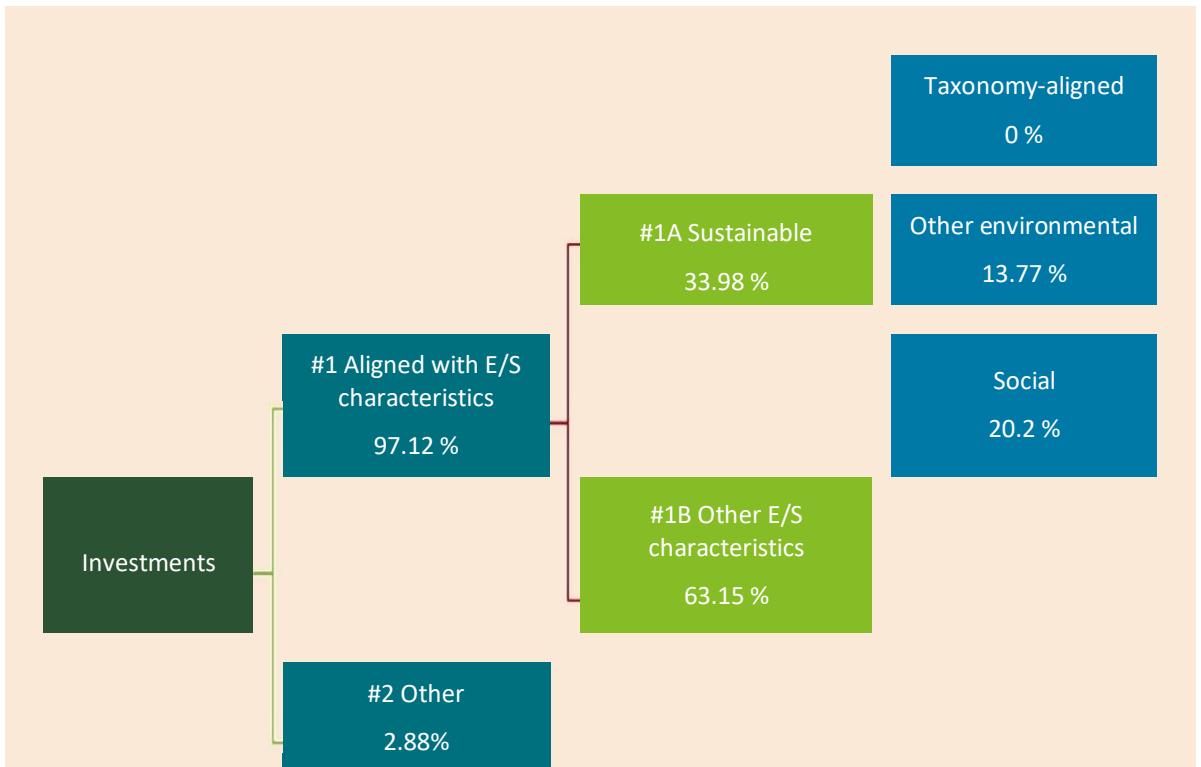 Taxonomy-aligned
0 %
#1A Sustainable
33.98 %
Other environmental
13.77 %
#1 Aligned with E/S
characteristics
97.12 %
Social
20.2 %
Investments
#1B Other E/S
characteristics
63.15 %
#2 Other
2.88%